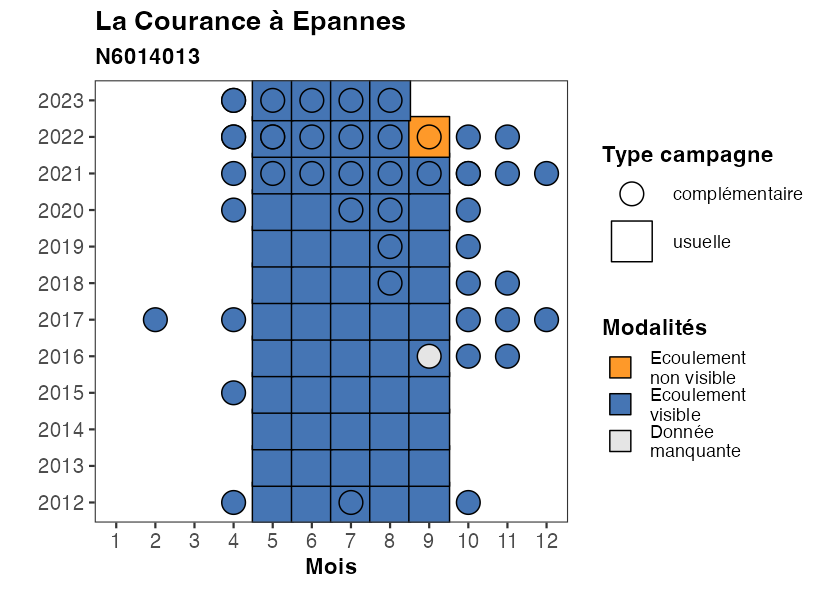 La Courance à Epannes
N6014013
2023
2022
2021
2020
2019
2018
2017
2016
2015
2014
2013
2012
1 2 3 4 5 6 7 8 9 10 11 12
Mois
Type campagne
complémentaire
usuelle
Modalités
Ecoulement
non visible
Ecoulement
visible
Donnée
manquante